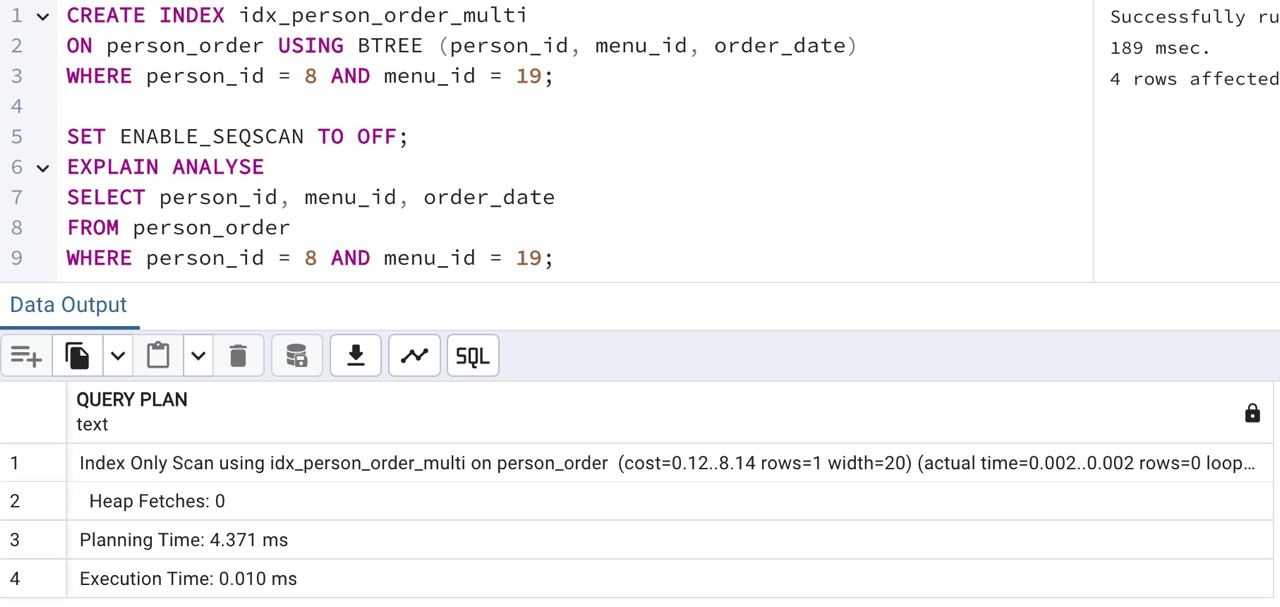 1 CREATE INDEX idx_person_order_multi
2 ON person_order USING BTREE (person_id, menu_id, order_date)
3 WHERE person_id = 8 AND menu_id = 19;
4
5 SET ENABLE_SEQSCAN TO OFF;
6 EXPLAIN ANALYSE
7 SELECT person_id, menu_id, order_date
8 FROM person_order
9 WHERE person_id = 8 AND menu_id = 19;
Successfully ru
189 msec.
4 rows affected
Data Output
SQL
QUERY PLAN
text
1 Index Only Scan using idx_person_order_multi on person_order (cost=0.12..8.14 rows=1 width=20) (actual time=0.002..0.002 rows=0 loop...
2 Heap Fetches: 0
3 Planning Time: 4.371 ms
4 Execution Time: 0.010 ms